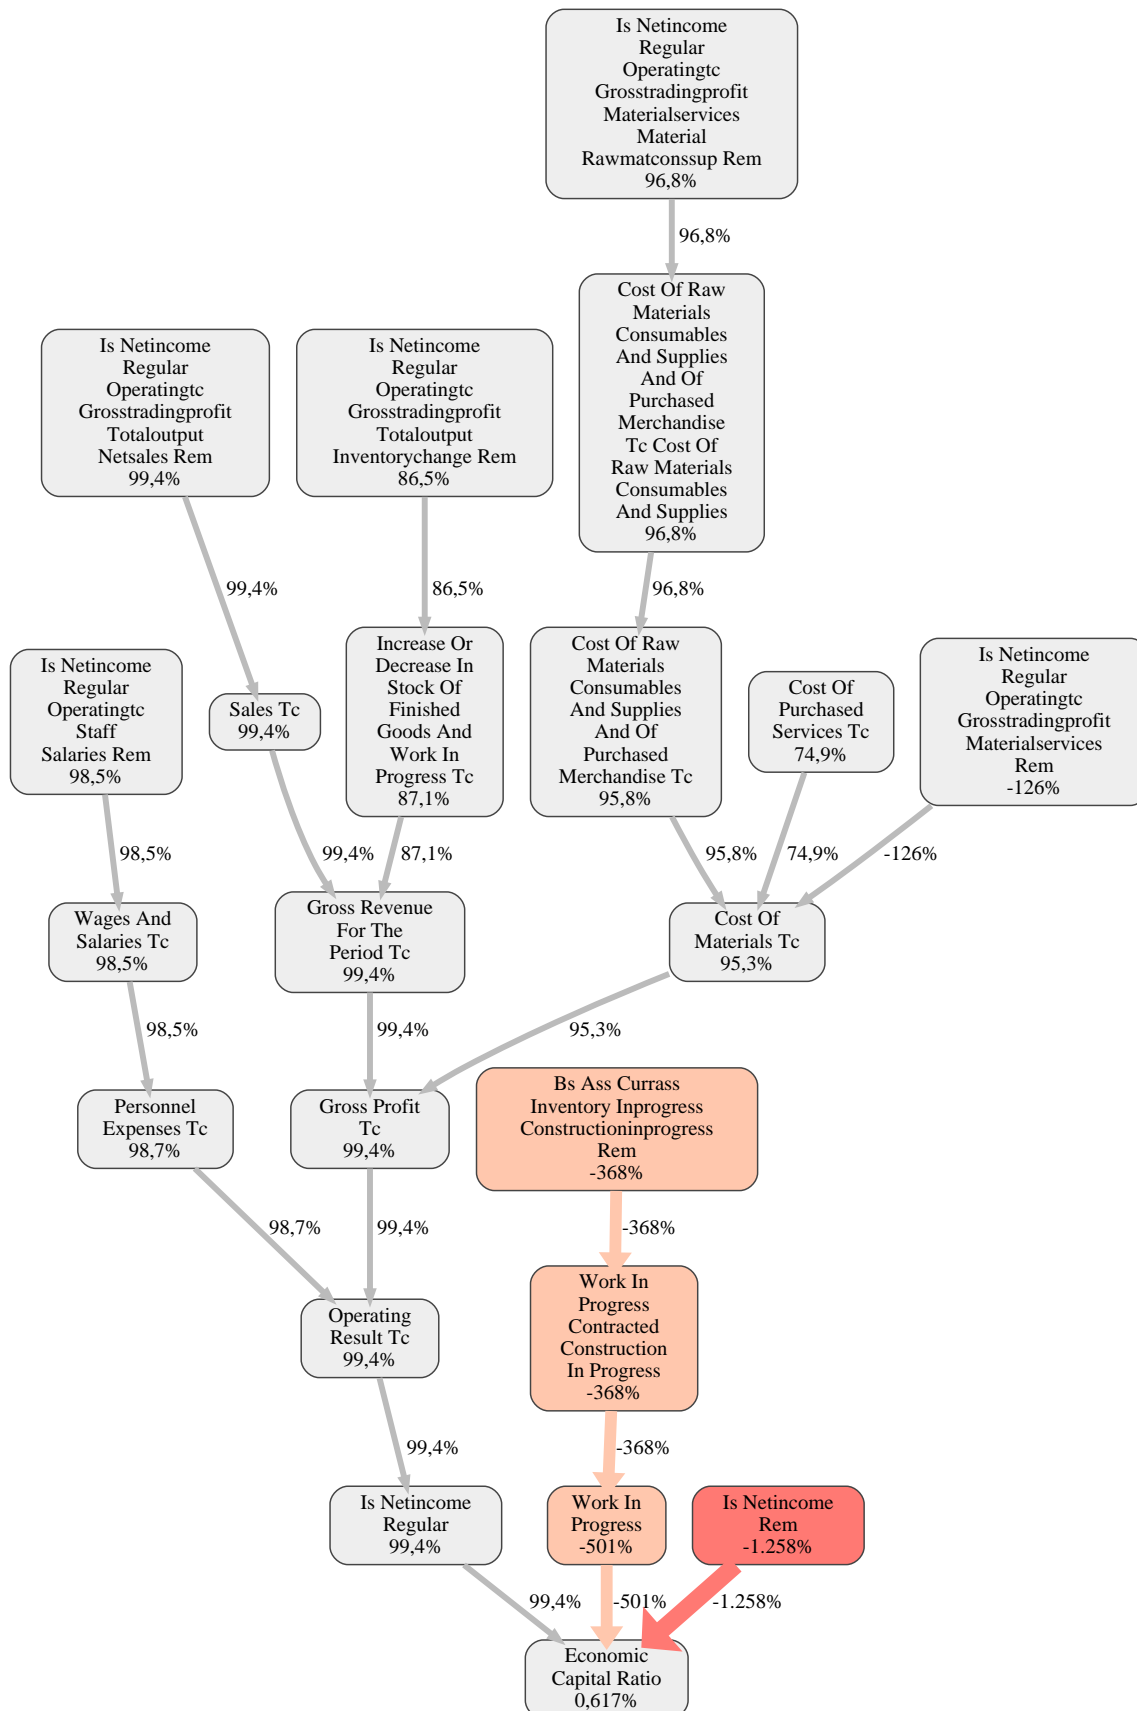 Is Netincome
Regular
Operatingtc
Grosstradingprofit
Materialservices
Material
Rawmatconssup Rem
96,8%
96,8%
Cost Of Raw
Materials
Consumables
And Supplies
And Of
Purchased
Merchandise
Tc Cost Of
Raw Materials
Consumables
And Supplies
96,8%
Is Netincome
Regular
Operatingtc
Grosstradingprofit
Totaloutput
Netsales Rem
99,4%
Is Netincome
Regular
Operatingtc
Grosstradingprofit
Totaloutput
Inventorychange Rem
86,5%
99,4%
86,5%
96,8%
Is Netincome
Regular
Operatingtc
Staff
Salaries Rem
98,5%
Sales Tc
99,4%
Increase Or
Decrease In
Stock Of
Finished
Goods And
Work In
Progress Tc
87,1%
Cost Of Raw
Materials
Consumables
And Supplies
And Of
Purchased
Merchandise Tc
95,8%
Cost Of
Purchased
Services Tc
74,9%
Is Netincome
Regular
Operatingtc
Grosstradingprofit
Materialservices
Rem
-126%
98,5%
99,4%
87,1%
95,8%
74,9%
-126%
Wages And
Salaries Tc
98,5%
Gross Revenue
For The
Period Tc
99,4%
Cost Of
Materials Tc
95,3%
98,5%
99,4%
95,3%
Personnel
Expenses Tc
98,7%
Gross Profit
Tc
99,4%
Bs Ass Currass
Inventory Inprogress
Constructioninprogress
Rem
-368%
98,7%
99,4%
-368%
Operating
Result Tc
99,4%
Work In
Progress
Contracted
Construction
In Progress
-368%
99,4%
-368%
Is Netincome
Regular
99,4%
Work In
Progress
-501%
Is Netincome
Rem
-1.258%
99,4%
-501%
-1.258%
Economic
Capital Ratio
0,617%